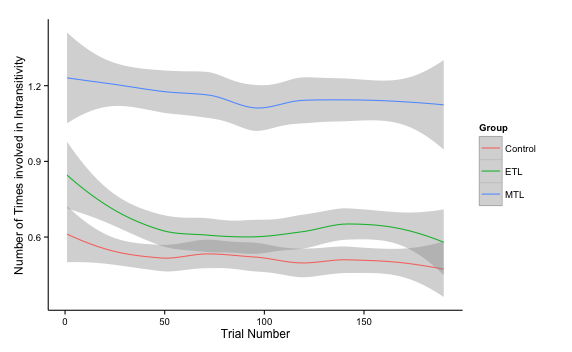 Number of Times involved in Intransitivity
1.2
0.9
0.6
0
50
100
150
Trial Number
Group
Control
ETL
MTL